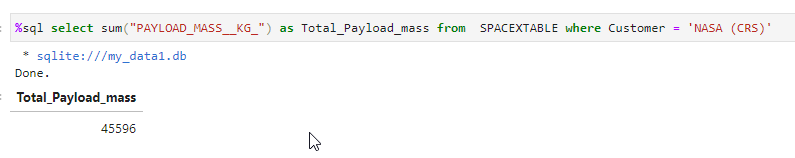 %sql select sum("PAYLOAD_MASS__KG_") as Total_Payload_mass from  SPACEXTABLE where Customer = 'NASA (CRS)'
* sqlite:///my_data1.db
Done.
Total_Payload_mass
45596